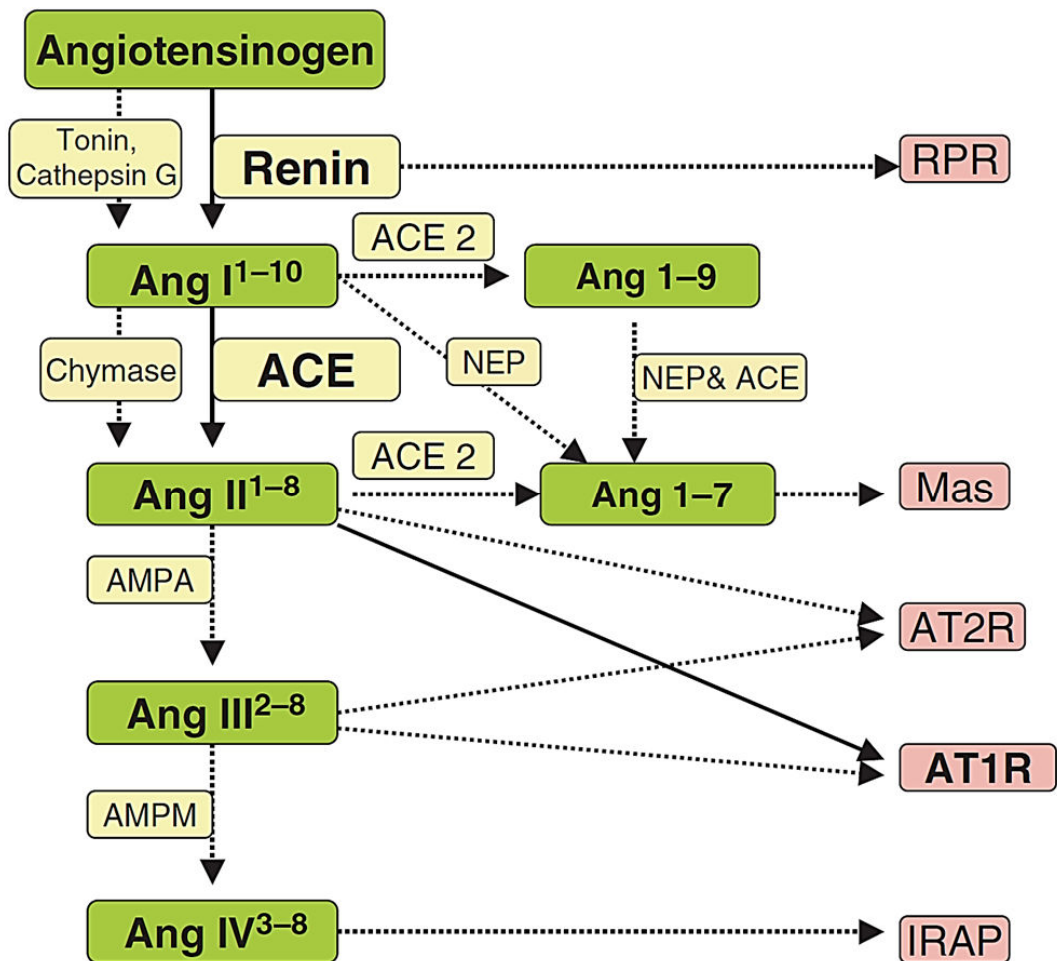 Angiotensinogen
Tonin,
Cathepsin G
Renin
RPR
ACE 2
Ang I¹⁻¹⁰
Ang 1–9
Chymase
ACE
NEP
NEP& ACE
ACE 2
Ang II¹⁻⁸
Ang 1–7
Mas
AMPA
AT2R
Ang III²⁻⁸
AT1R
AMPM
Ang IV³⁻⁸
IRAP